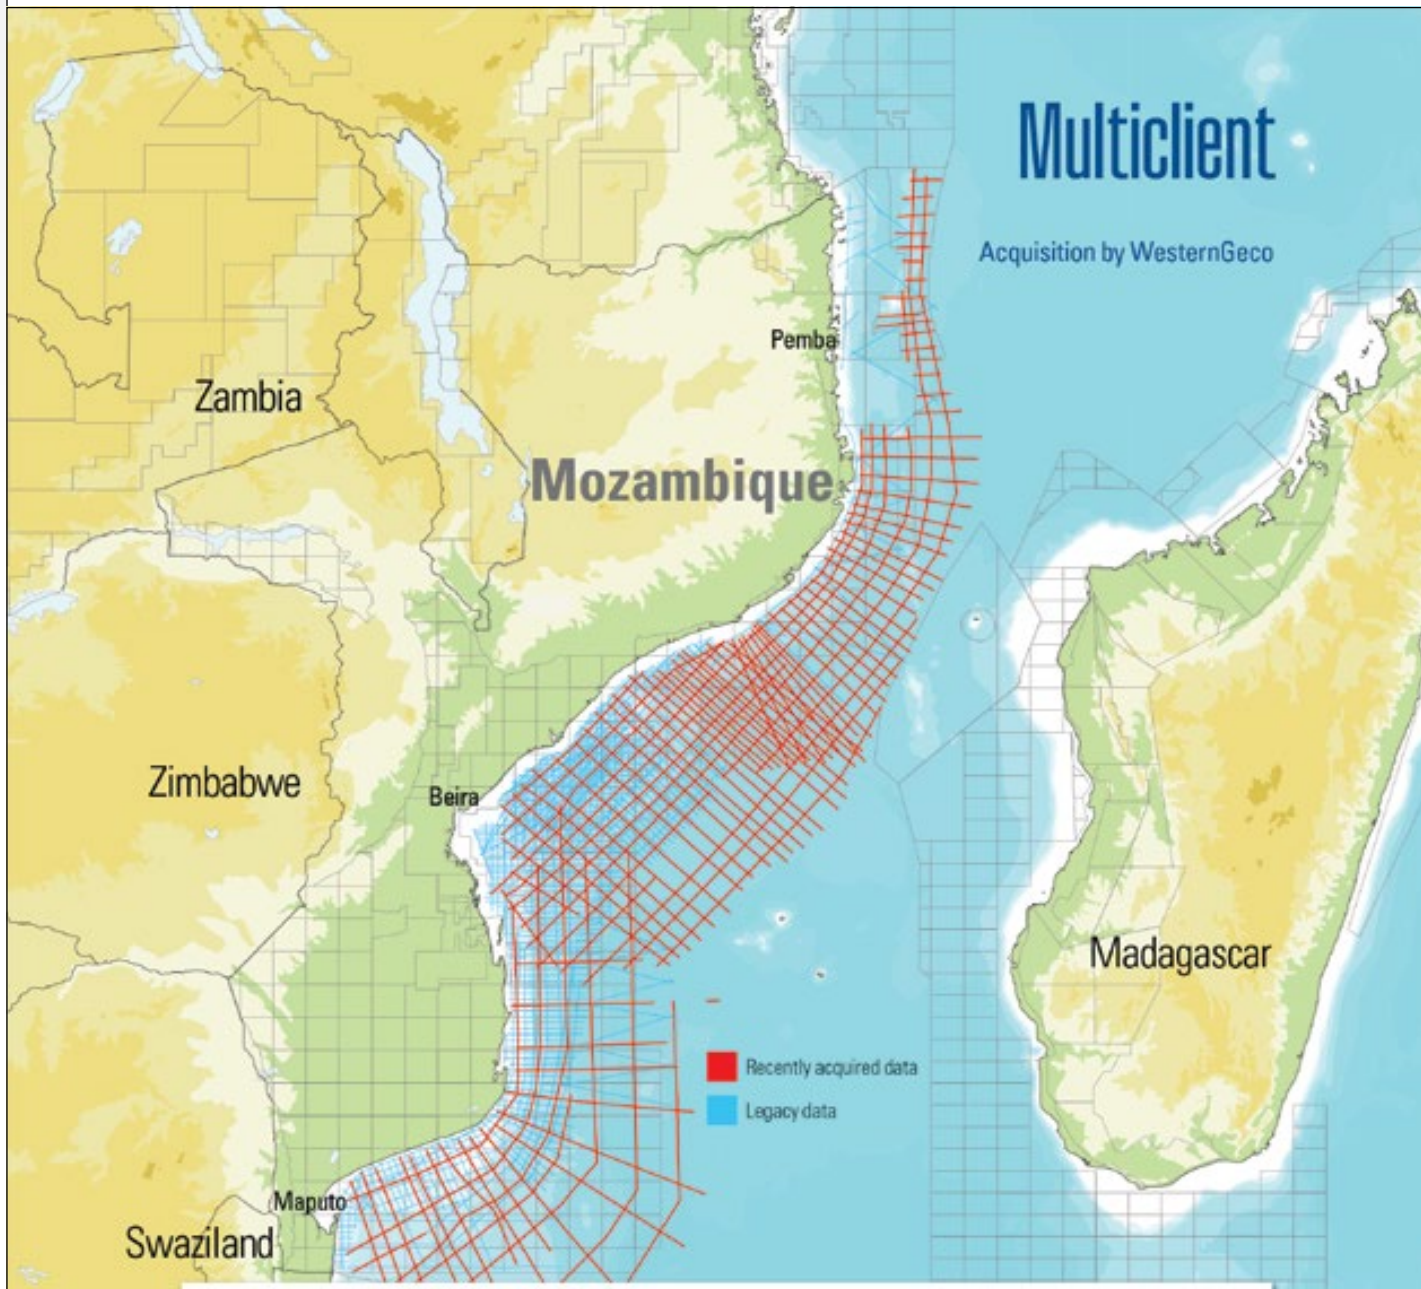 Multiclient
Acquisition by WesternGeco
Pemba
Zambia
Mozambique
Zimbabwe
Beira
Madagascar
Recently acquired data
Legacy data
Maputo
Swaziland